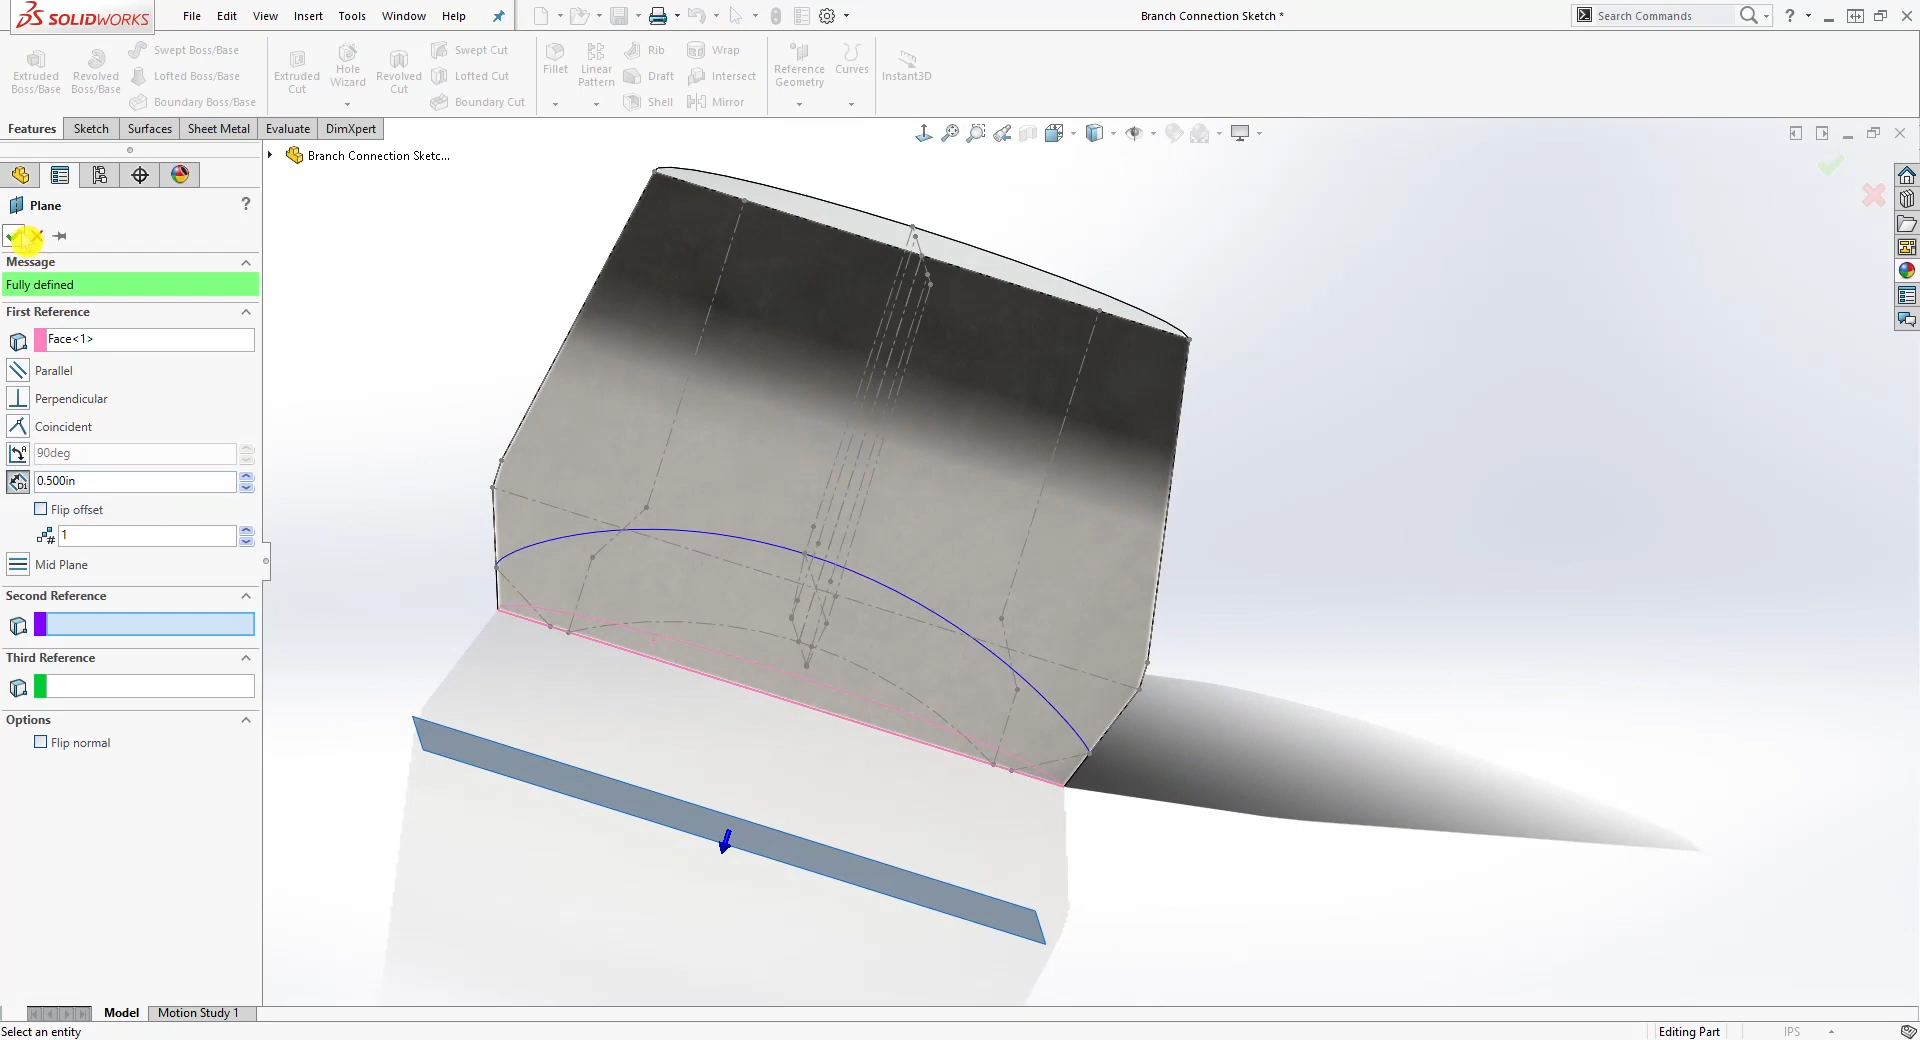 SOLIDWORKS
File Edit View Insert Tools Window Help
Branch Connection Sketch *
Search Commands
Extruded Boss/Base
Revolved Boss/Base
Swept Boss/Base
Lofted Boss/Base
Boundary Boss/Base
Extruded Cut
Hole Wizard
Revolved Cut
Swept Cut
Lofted Cut
Boundary Cut
Fillet
Linear Pattern
Rib
Draft
Shell
Wrap
Intersect
Mirror
Reference Geometry
Curves
Instant3D
Features Sketch Surfaces Sheet Metal Evaluate DimXpert
Branch Connection Sketc...
Plane
?
Message
Fully defined
First Reference
Face<1>
Parallel
Perpendicular
Coincident
90deg
0.500in
Flip offset
1
Mid Plane
Second Reference
Third Reference
Options
Flip normal
Model Motion Study 1
Select an entity
Editing Part
IPS